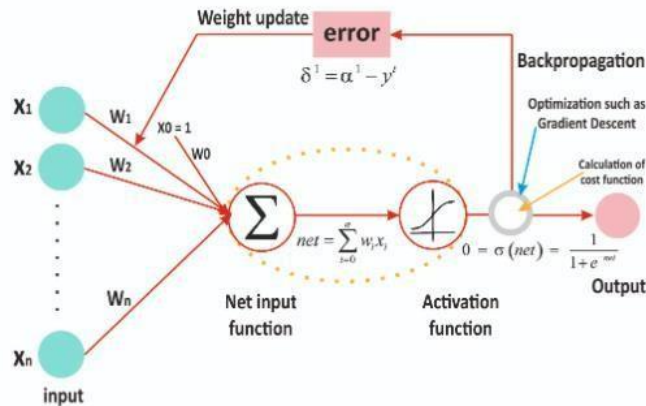 Weight update
error
Backpropagation
δ¹ = α¹ − yᵗ
Optimization such as
Gradient Descent
X1
W1
X0 = 1
W0
X2
W2
Calculation of
cost function
Σ
net = Σ wᵢxᵢ
i=0
0 = σ(net) = 1 / 1 + e⁻ⁿᵉᵗ
Wn
Net input
function
Activation
function
Output
Xn
input